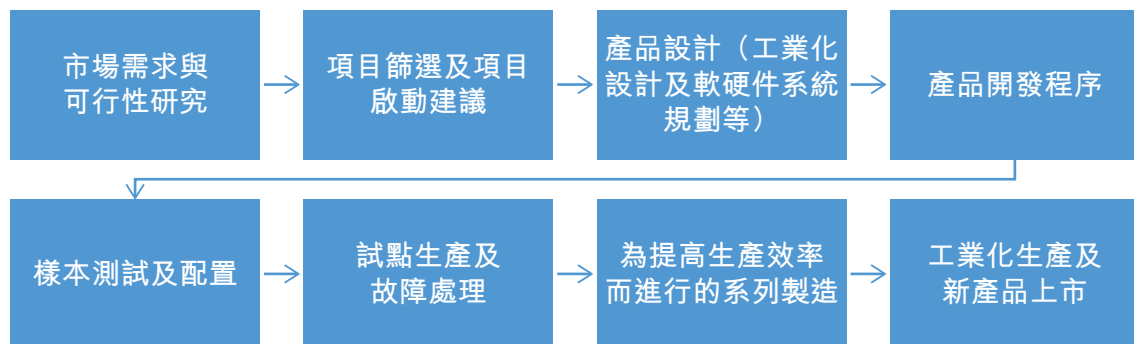 市場需求與
可行性研究
項目篩選及項目
啟動建議
產品設計（工業化
設計及軟硬件系統
規劃等）
產品開發程序
樣本測試及配置
試點生產及
故障處理
為提高生產效率
而進行的系列製造
工業化生產及
新產品上市